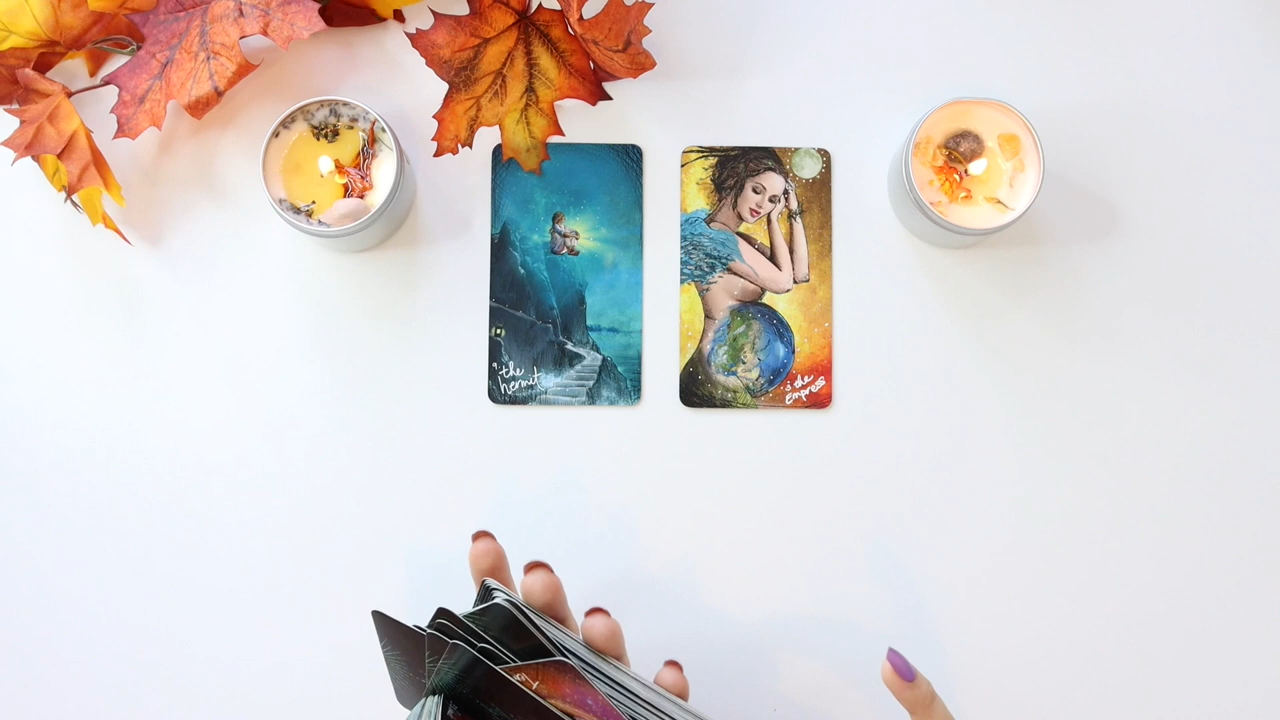 9 the
hermit
3 the
Empress